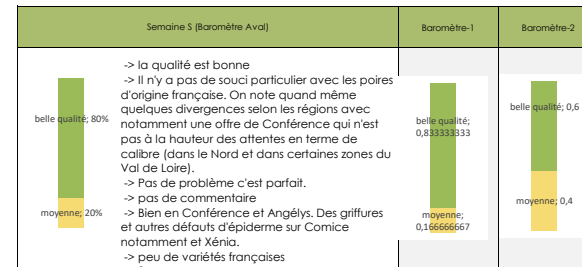 Semaine S (Baromètre Aval)
Baromètre-1
Baromètre-2
belle qualité; 80%
moyenne; 20%
-> la qualité est bonne
-> Il n'y a pas de souci particulier avec les poires
d'origine française. On note quand même
quelques divergences selon les régions avec
notamment une offre de Conférence qui n'est
pas à la hauteur des attentes en terme de
calibre (dans le Nord et dans certaines zones du
Val de Loire).
-> Pas de problème c'est parfait.
-> pas de commentaire
-> Bien en Conférence et Angélys. Des griffures
et autres défauts d'épiderme sur Comice
notamment et Xénia.
-> peu de variétés françaises
belle qualité;
0,833333333
moyenne;
0,166666667
belle qualité; 0,6
moyenne; 0,4